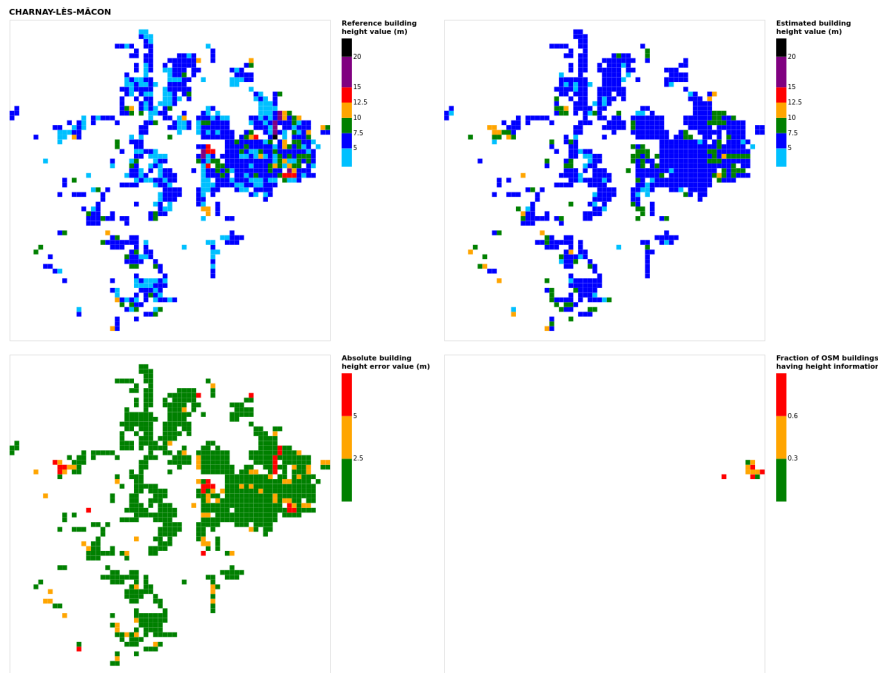 CHARNAY-LÈS-MÂCON
Reference building
height value (m)
20
15
12.5
10
7.5
5
Estimated building
height value (m)
20
15
12.5
10
7.5
5
Absolute building
height error value (m)
5
2.5
Fraction of OSM buildings
having height information
0.6
0.3